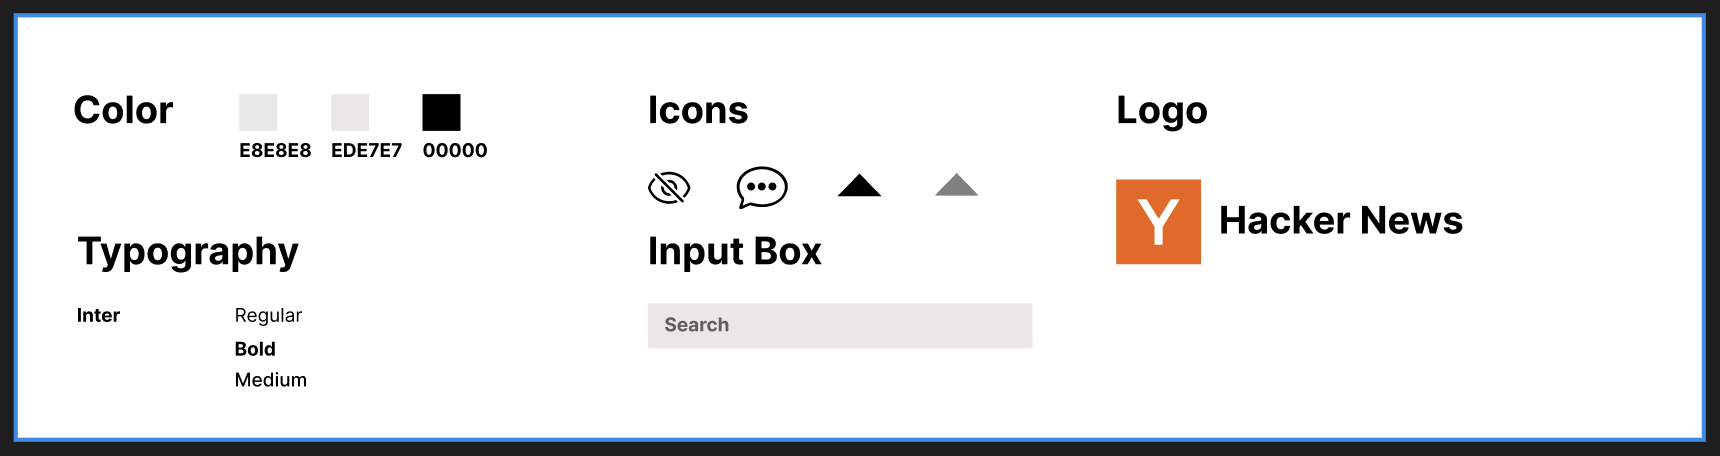 Color
E8E8E8 EDE7E7 00000
Typography
Inter Regular
Bold
Medium
Icons
Input Box
Search
Logo
Y Hacker News